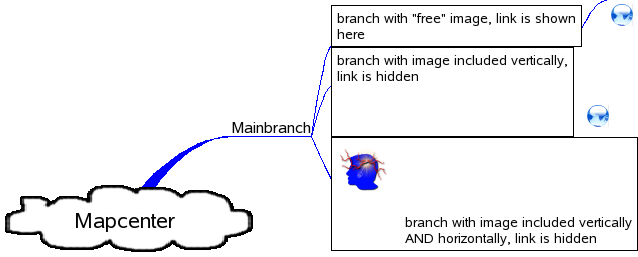 branch with "free" image, link is shown
here
branch with image included vertically,
link is hidden
Mainbranch
branch with image included vertically
AND horizontally, link is hidden
Mapcenter